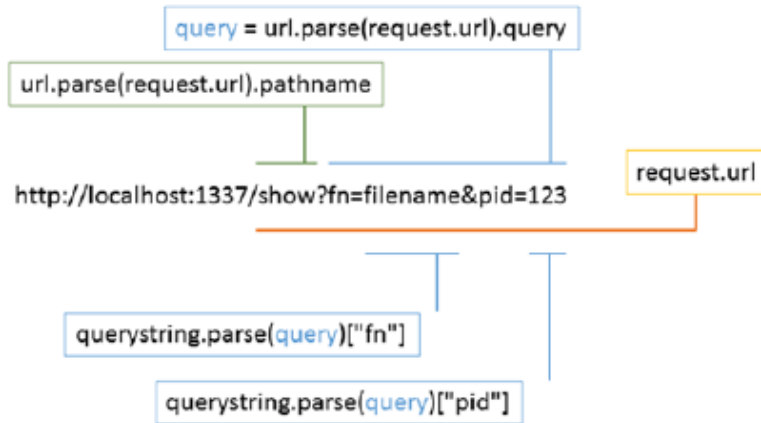 query = url.parse(request.url).query
url.parse(request.url).pathname
request.url
http://localhost:1337/show?fn=filename&pid=123
querystring.parse(query)["fn"]
querystring.parse(query)["pid"]